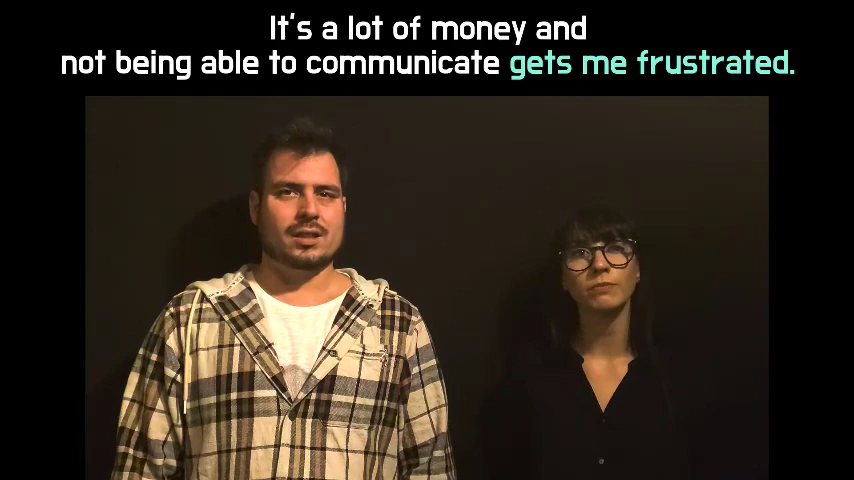 It's a lot of money and
not being able to communicate gets me frustrated.